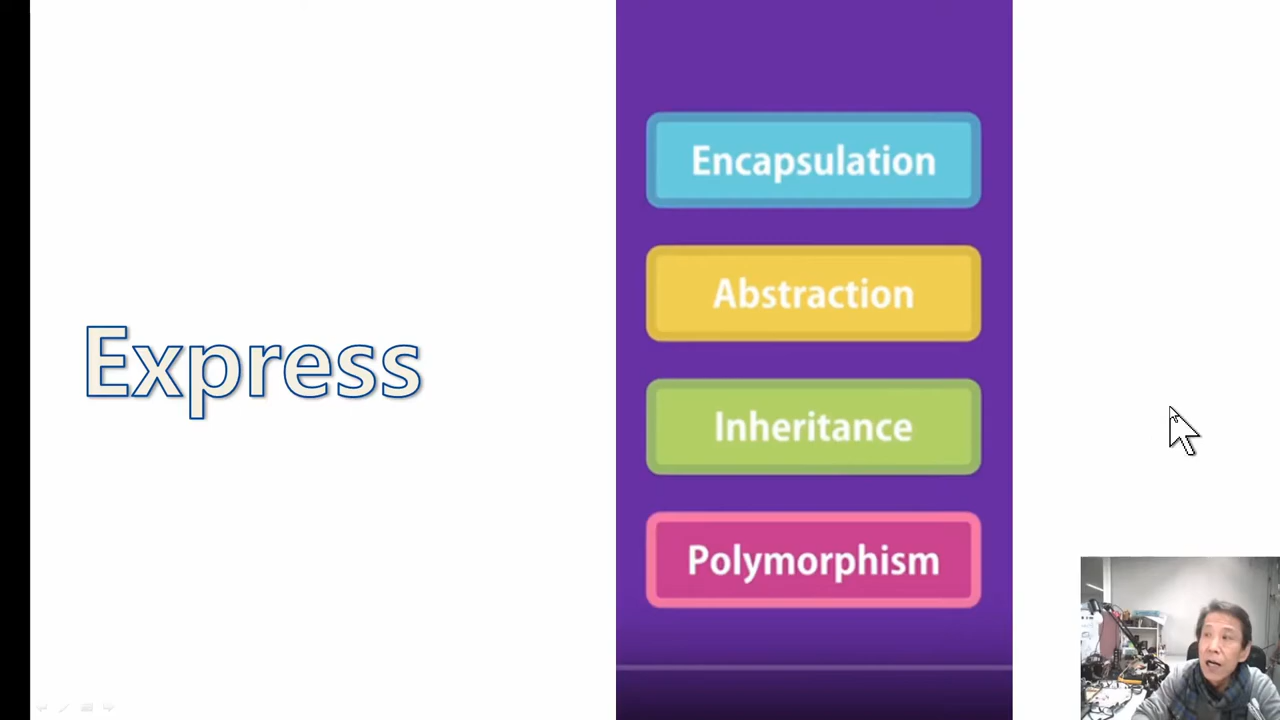 Express
Encapsulation
Abstraction
Inheritance
Polymorphism